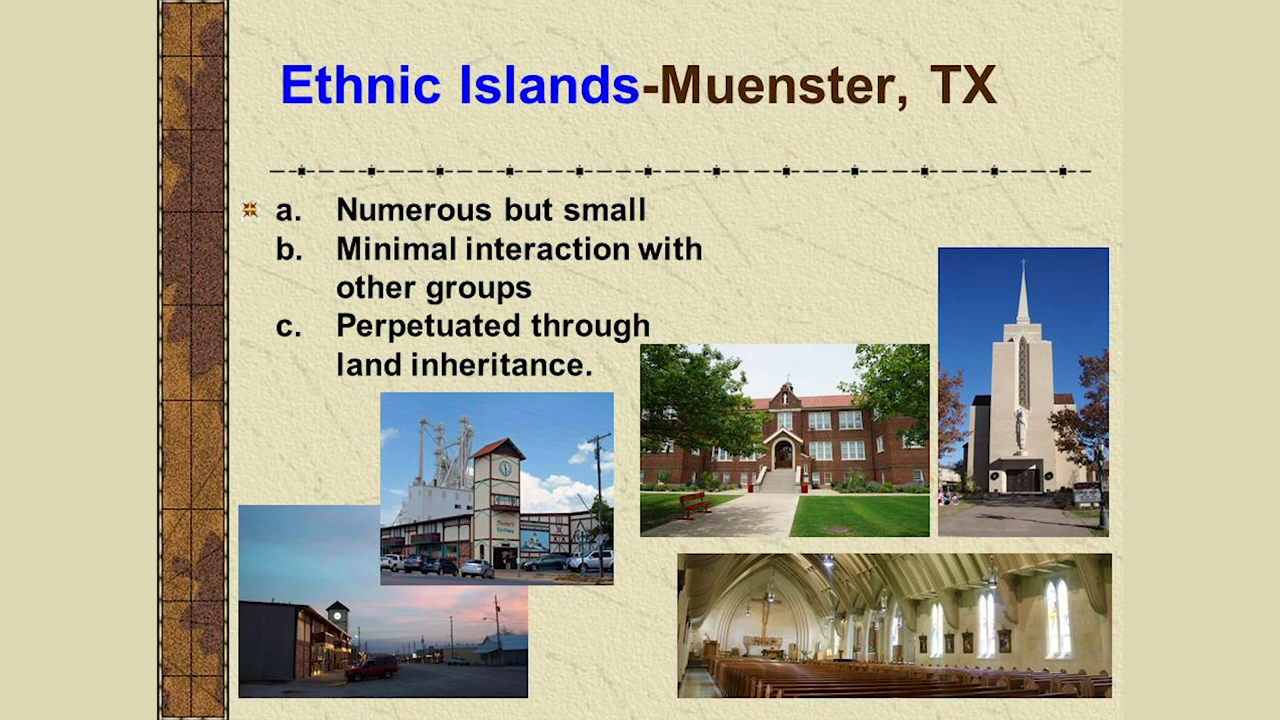 Ethnic Islands-Muenster, TX
a. Numerous but small
b. Minimal interaction with
other groups
c. Perpetuated through
land inheritance.